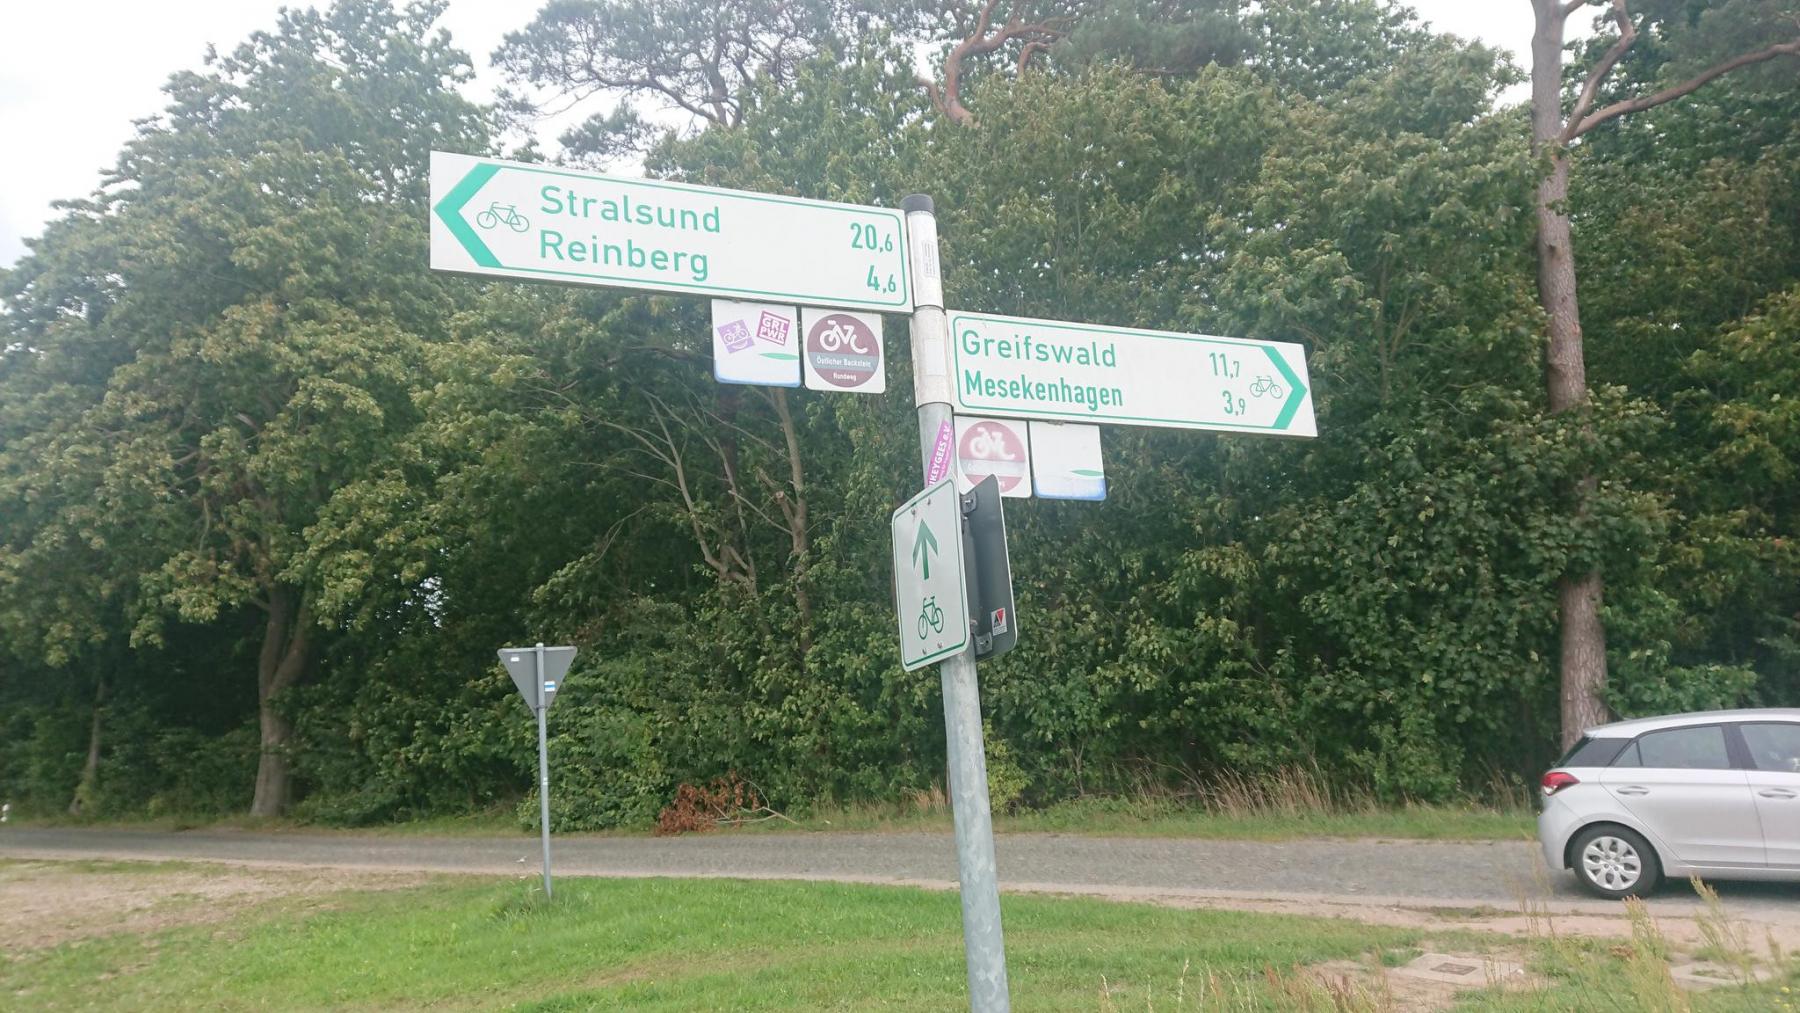 Stralsund 20,6
Reinberg 4,6
GRL
PWR
Östlicher Backstein
Rundweg
Greifswald 11,7
Mesekenhagen 3,9